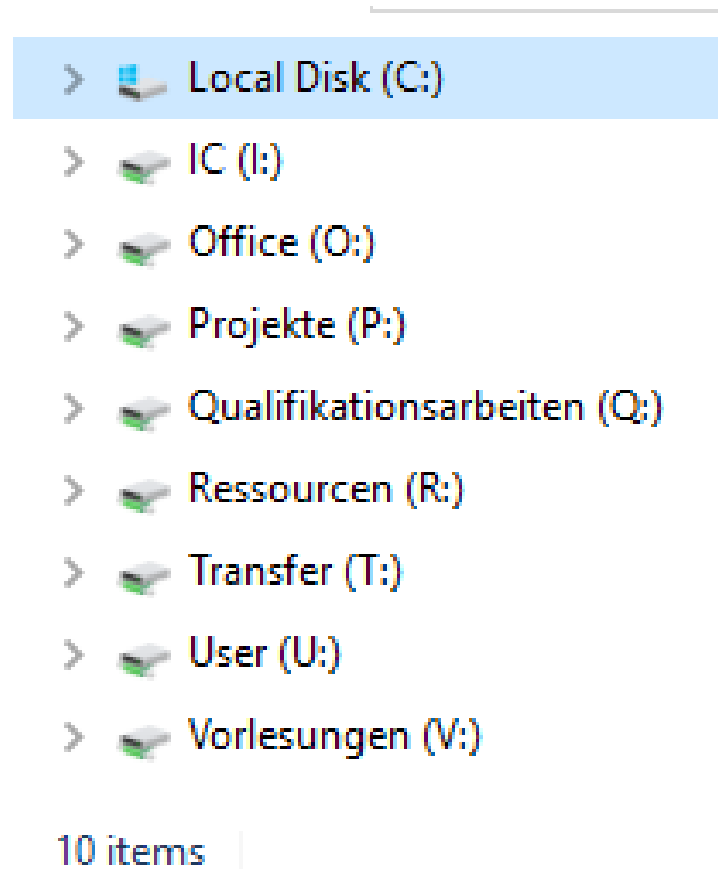 Local Disk (C:)
IC (I:)
Office (O:)
Projekte (P:)
Qualifikationsarbeiten (Q:)
Ressourcen (R:)
Transfer (T:)
User (U:)
Vorlesungen (V:)
10 items